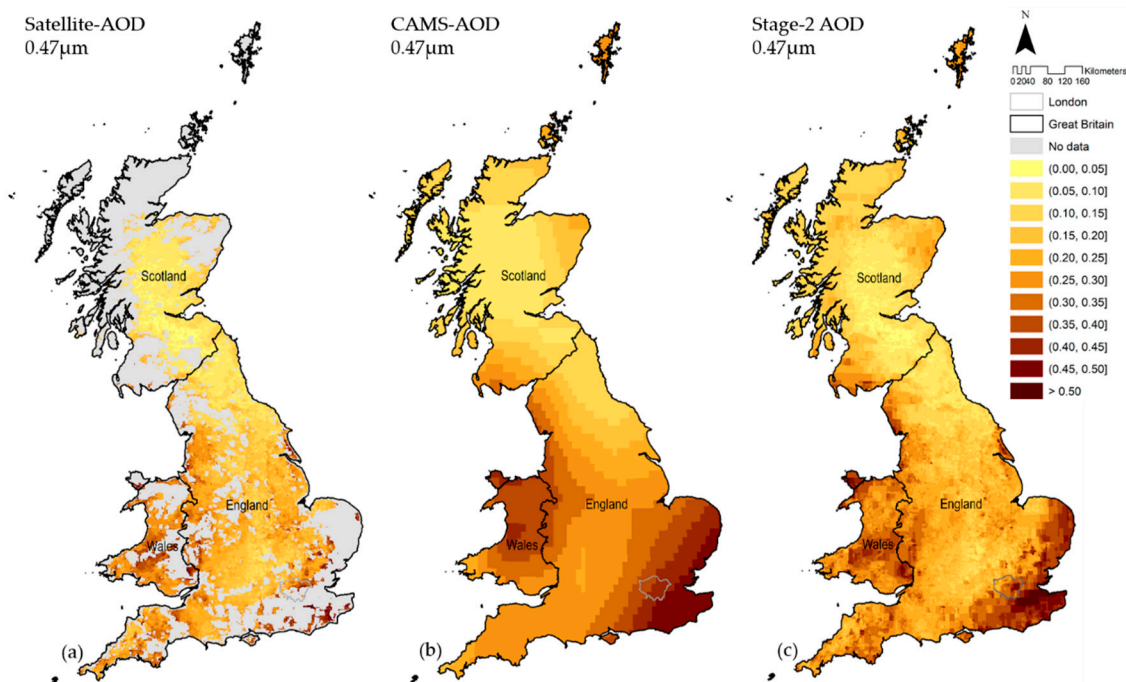 Satellite-AOD
0.47µm
CAMS-AOD
0.47µm
Stage-2 AOD
0.47µm
N
Kilometers
0 20 40 80 120 160
London
Great Britain
No data
(0.00, 0.05]
(0.05, 0.10]
(0.10, 0.15]
(0.15, 0.20]
(0.20, 0.25]
(0.25, 0.30]
(0.30, 0.35]
(0.35, 0.40]
(0.40, 0.45]
(0.45, 0.50]
> 0.50
Scotland
England
Wales
(a)
Scotland
England
Wales
(b)
Scotland
England
Wales
(c)